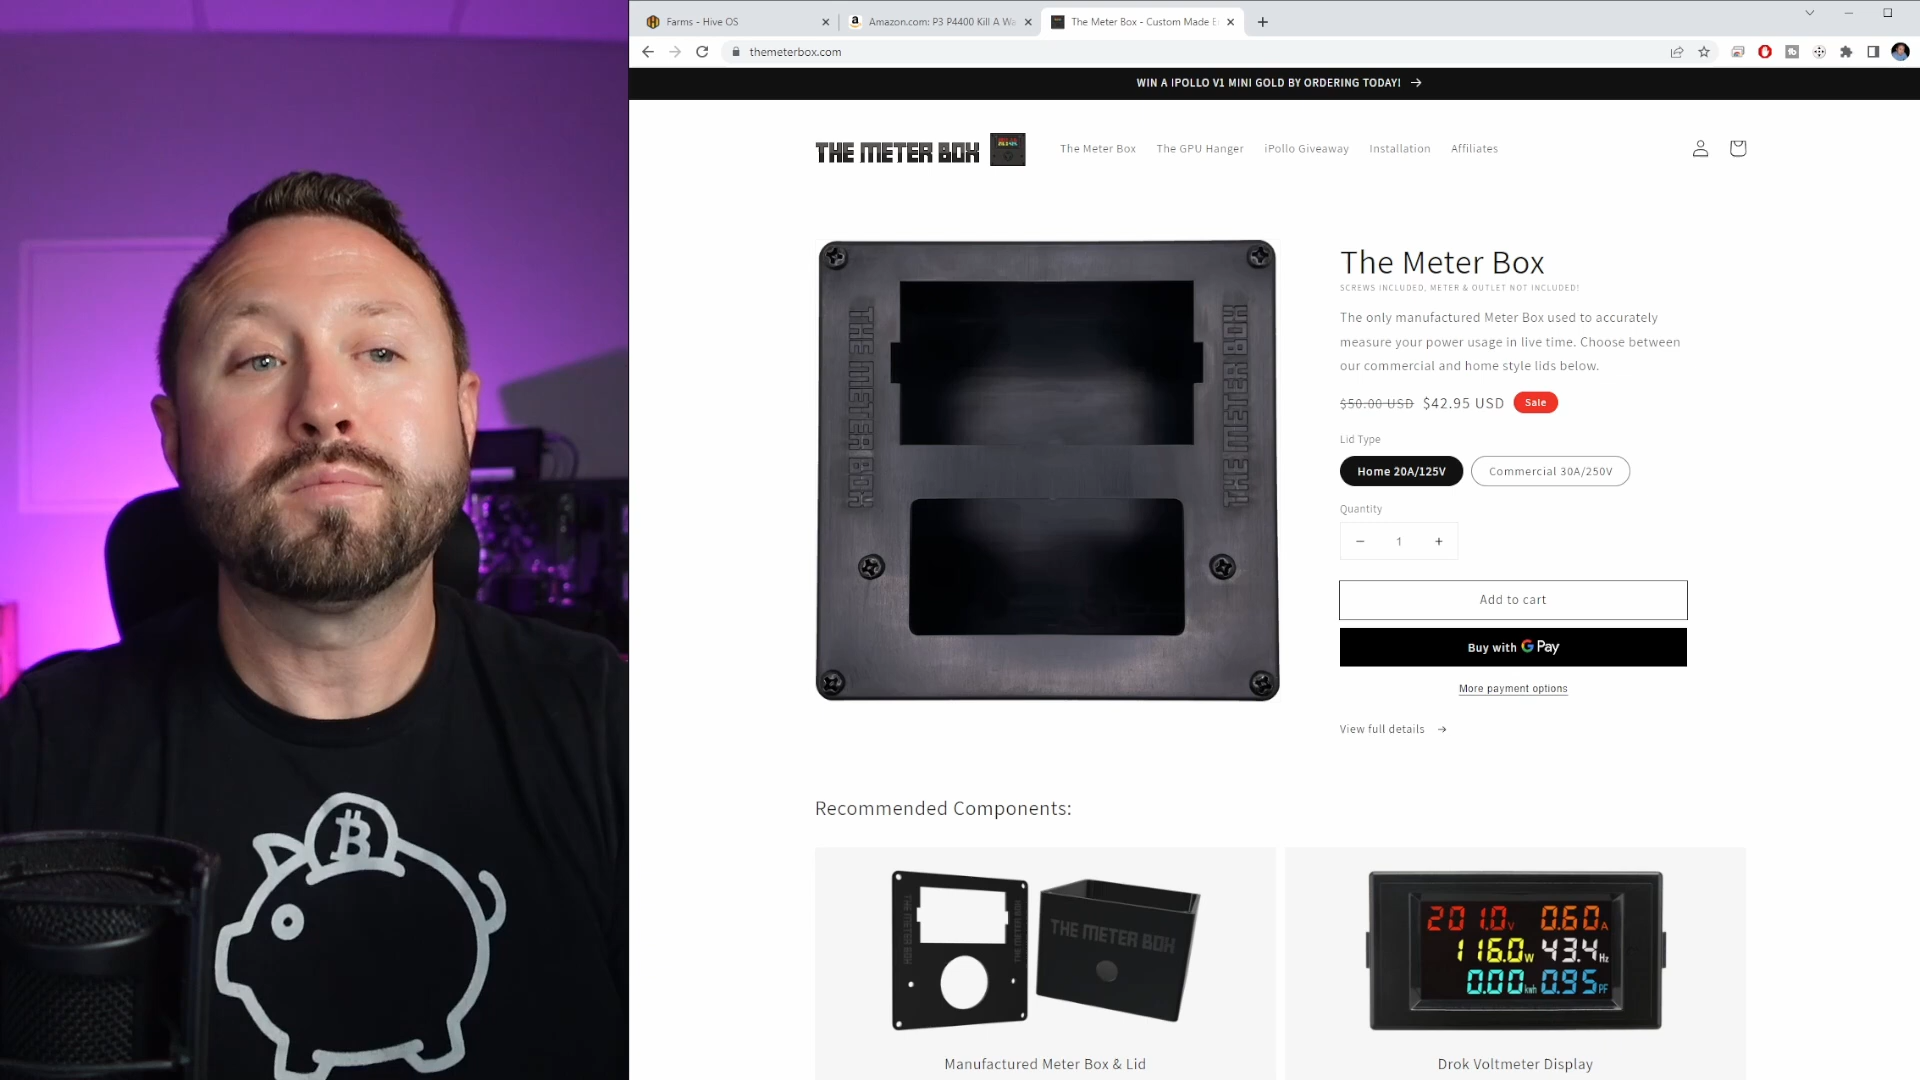 Farms - Hive OS
Amazon.com: P3 P4400 Kill A Wa
The Meter Box - Custom Made E
themeterbox.com
WIN A IPOLLO V1 MINI GOLD BY ORDERING TODAY! →
THE METER BOX
The Meter Box
The GPU Hanger
iPollo Giveaway
Installation
Affiliates
THE METER BOX
THE METER BOX
The Meter Box
SCREWS INCLUDED, METER & OUTLET NOT INCLUDED!
The only manufactured Meter Box used to accurately
measure your power usage in live time. Choose between
our commercial and home style lids below.
$50.00 USD $42.95 USD Sale
Lid Type
Home 20A/125V
Commercial 30A/250V
Quantity
− 1 +
Add to cart
Buy with G Pay
More payment options
View full details →
Recommended Components:
THE METER BOX
THE METER BOX
THE METER BOX
201.0V 0.60A
116.0W 43.4Hz
0.00kwh 0.95PF
Manufactured Meter Box & Lid
Drok Voltmeter Display